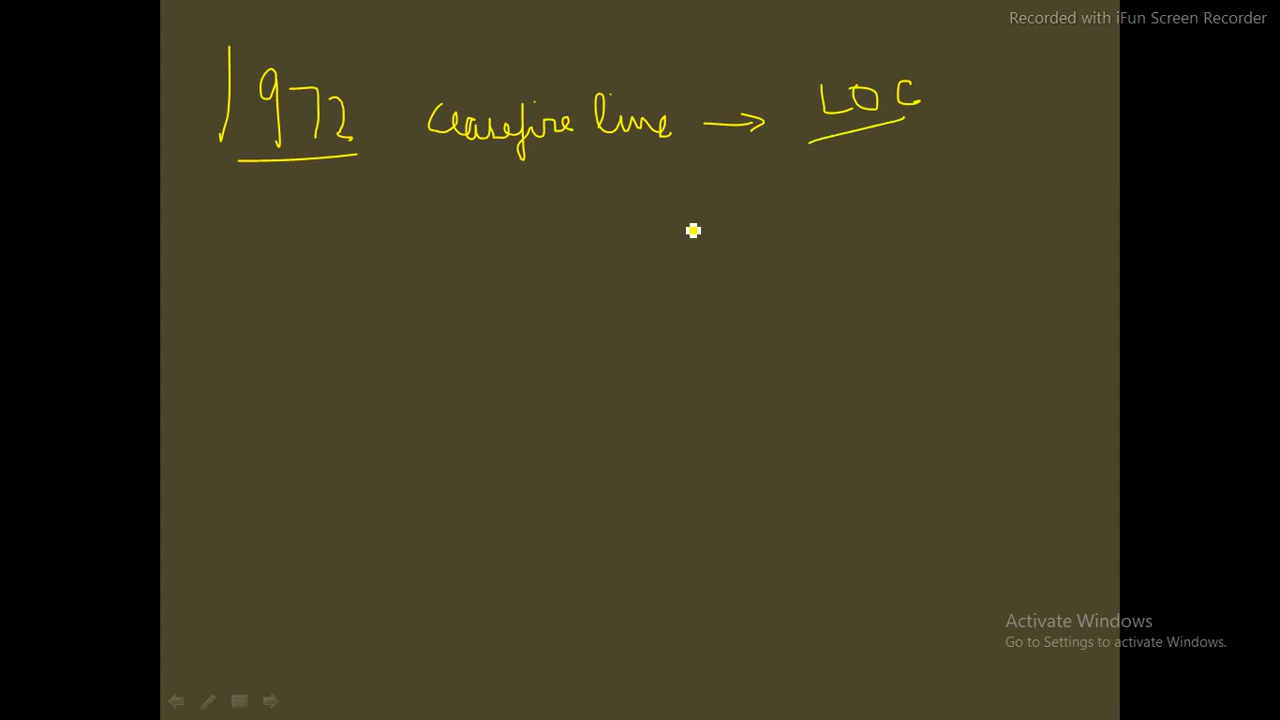 Recorded with iFun Screen Recorder
1972 ceasefire line → LOC
Activate Windows
Go to Settings to activate Windows.